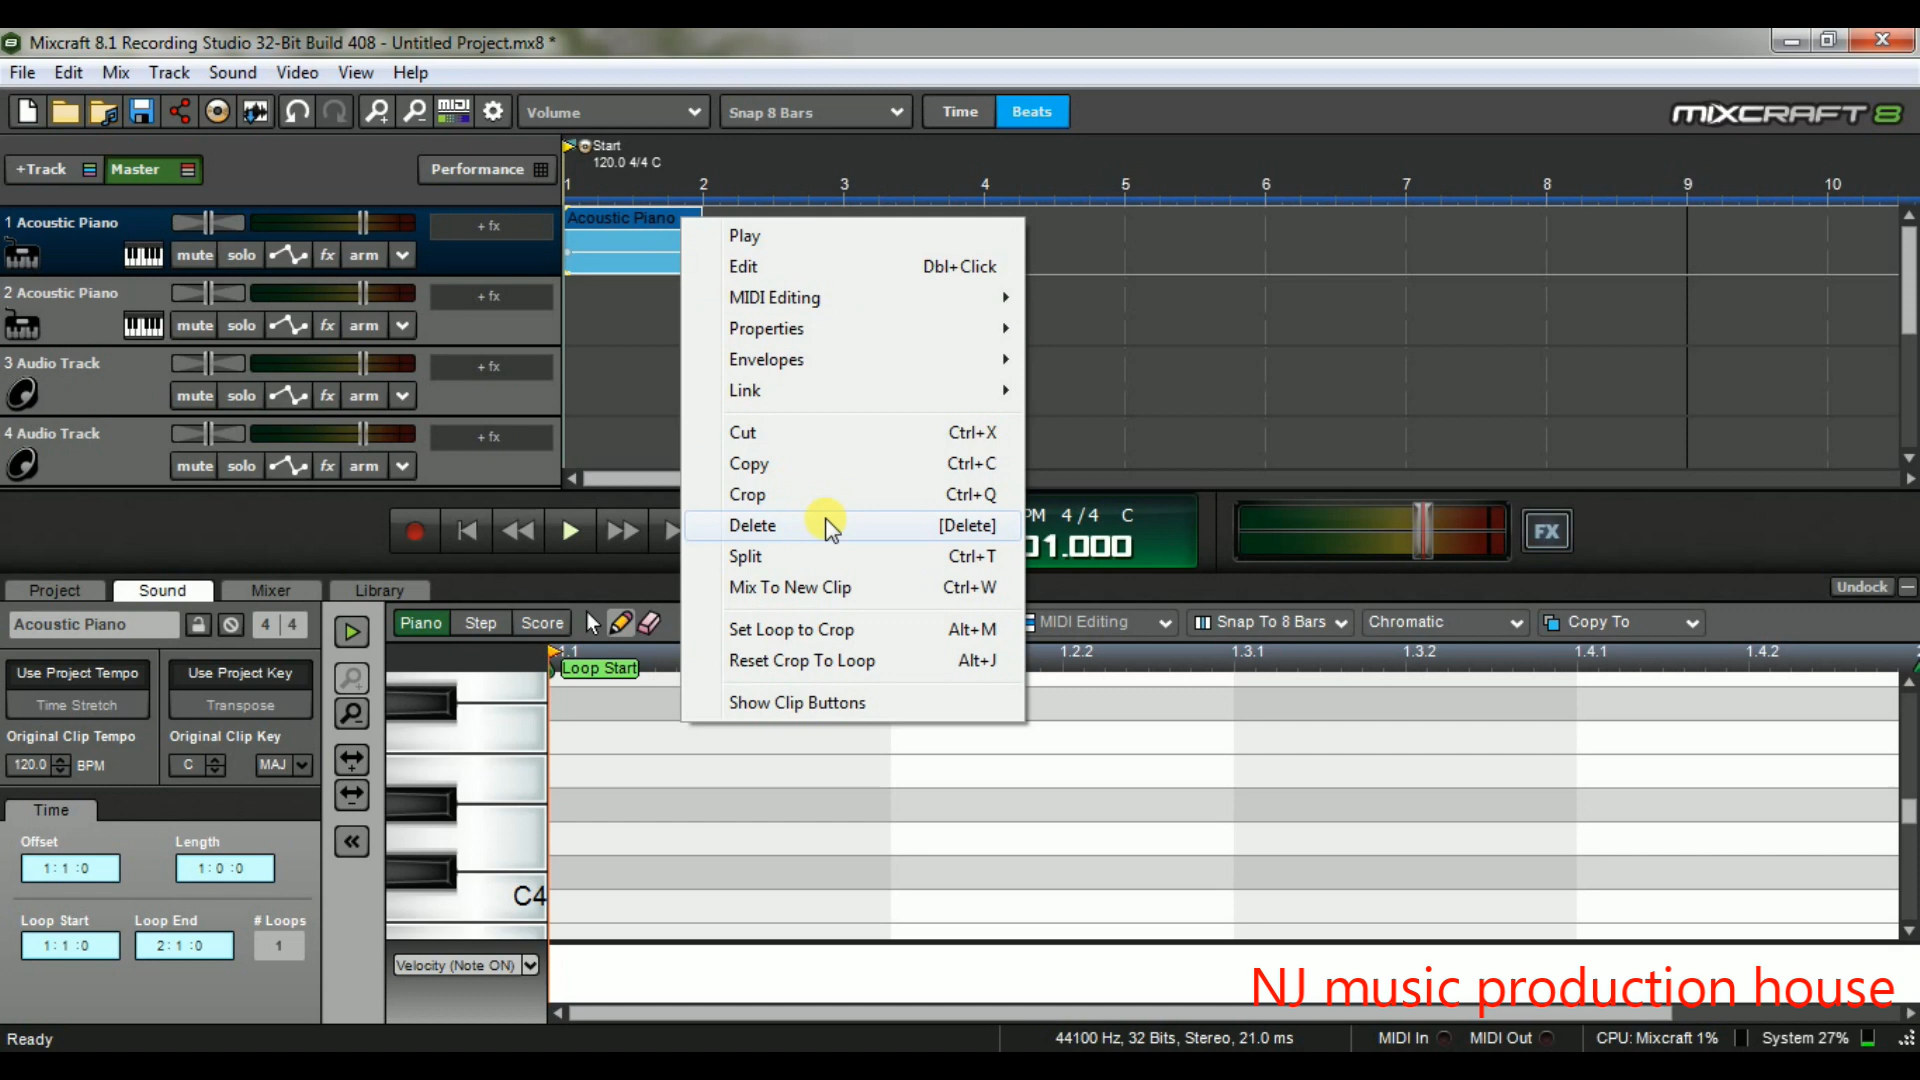 Mixcraft 8.1 Recording Studio 32-Bit Build 408 - Untitled Project.mx8 *
File Edit Mix Track Sound Video View Help
MIDI Volume Snap 8 Bars Time Beats MIXCRAFT 8
+Track Master Performance
Start
120.0 4/4 C
1 2 3 4 5 6 7 8 9 10
1 Acoustic Piano + fx
mute solo fx arm
Acoustic Piano
2 Acoustic Piano + fx
mute solo fx arm
3 Audio Track + fx
mute solo fx arm
4 Audio Track + fx
mute solo fx arm
Play
Edit Dbl+Click
MIDI Editing
Properties
Envelopes
Link
Cut Ctrl+X
Copy Ctrl+C
Crop Ctrl+Q
Delete [Delete]
Split Ctrl+T
Mix To New Clip Ctrl+W
Set Loop to Crop Alt+M
Reset Crop To Loop Alt+J
Show Clip Buttons
PM 4/4 C
01.000
FX
Project Sound Mixer Library Undock
Acoustic Piano 4 4
Piano Step Score MIDI Editing Snap To 8 Bars Chromatic Copy To
1.1 1.2.2 1.3.1 1.3.2 1.4.1 1.4.2 2
Loop Start
Use Project Tempo Use Project Key
Time Stretch Transpose
Original Clip Tempo Original Clip Key
120.0 BPM C MAJ
Time
Offset Length
1:1:0 1:0:0
Loop Start Loop End # Loops
1:1:0 2:1:0 1
C4
Velocity (Note ON)
NJ music production house
Ready 44100 Hz, 32 Bits, Stereo, 21.0 ms MIDI In MIDI Out CPU: Mixcraft 1% System 27%